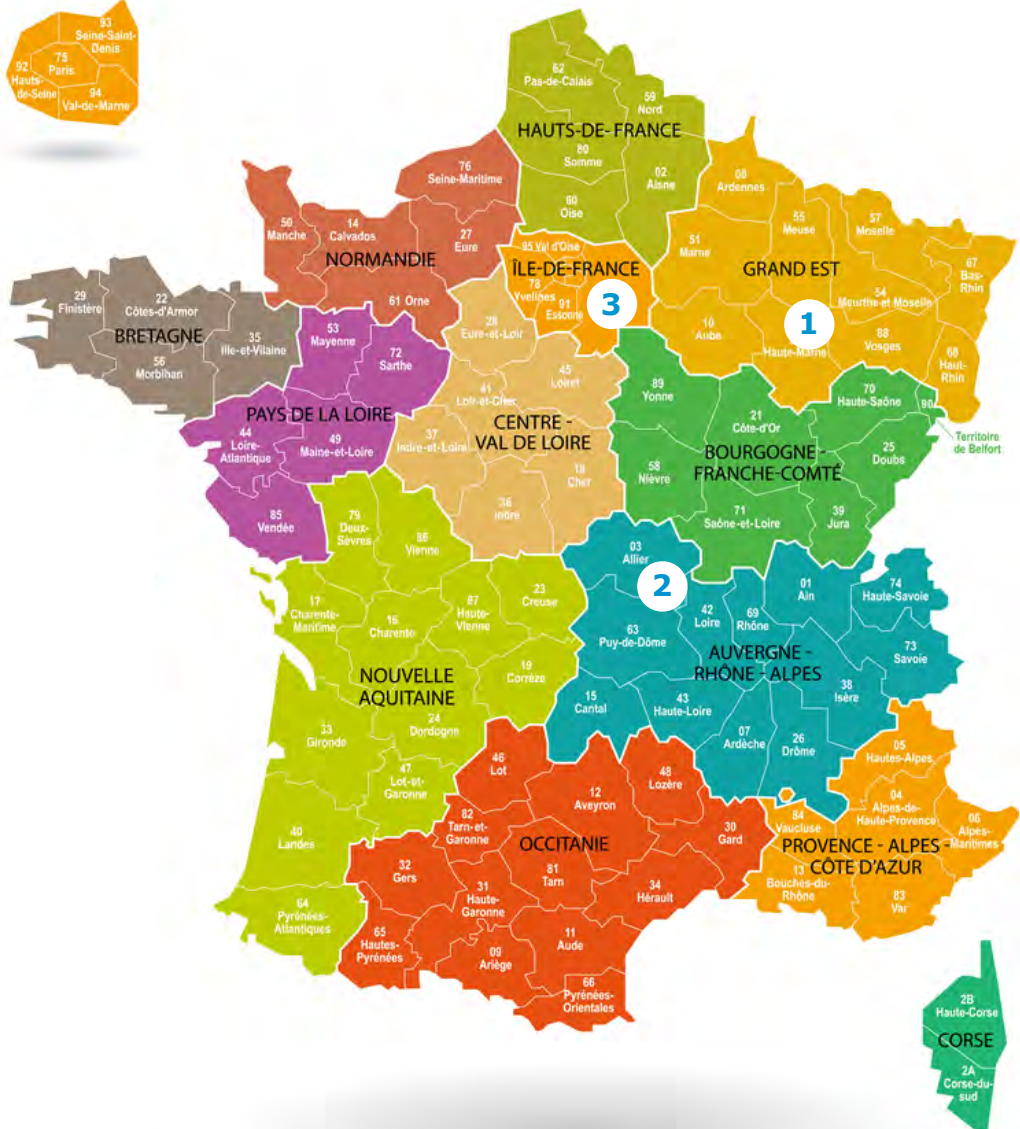 93
Seine-Saint-
Denis
75
Paris
92
Hauts-
de-Seine
94
Val-de-Marne
62
Pas-de-Calais
59
Nord
HAUTS-DE- FRANCE
80
Somme
02
Aisne
60
Oise
76
Seine-Maritime
50
Manche
14
Calvados
27
Eure
NORMANDIE
61 Orne
08
Ardennes
55
Meuse
57
Moselle
51
Marne
67
Bas-
Rhin
GRAND EST
54
Meurthe et Moselle
10
Aube
1
Haute-Marne
88
Vosges
68
Haut-
Rhin
95 Val d'Oise
ÎLE-DE-FRANCE
78
Yvelines
91
Essonne
3
29
Finistère
22
Côtes-d'Armor
BRETAGNE
35
Ille-et-Vilaine
56
Morbihan
53
Mayenne
72
Sarthe
PAYS DE LA LOIRE
44
Loire-
Atlantique
49
Maine-et-Loire
85
Vendée
28
Eure-et-Loir
45
Loiret
41
Loir-et-Cher
CENTRE -
VAL DE LOIRE
37
Indre-et-Loire
18
Cher
36
Indre
89
Yonne
21
Côte-d'Or
70
Haute-Saône
90
Territoire
de Belfort
BOURGOGNE -
FRANCHE-COMTÉ
25
Doubs
58
Nièvre
71
Saône-et-Loire
39
Jura
79
Deux-
Sèvres
86
Vienne
17
Charente-
Maritime
16
Charente
87
Haute-
Vienne
23
Creuse
NOUVELLE
AQUITAINE
19
Corrèze
24
Dordogne
33
Gironde
47
Lot-et-
Garonne
40
Landes
64
Pyrénées-
Atlantiques
03
Allier
2
01
Ain
74
Haute-Savoie
42
Loire
69
Rhône
63
Puy-de-Dôme
73
Savoie
AUVERGNE -
RHÔNE - ALPES
38
Isère
15
Cantal
43
Haute-Loire
07
Ardèche
26
Drôme
46
Lot
12
Aveyron
48
Lozère
82
Tarn-et-
Garonne
30
Gard
OCCITANIE
32
Gers
81
Tarn
31
Haute-
Garonne
34
Hérault
65
Hautes-
Pyrénées
11
Aude
09
Ariège
66
Pyrénées-
Orientales
05
Hautes-Alpes
04
Alpes-de-
Haute-Provence
06
Alpes-
Maritimes
84
Vaucluse
PROVENCE - ALPES -
CÔTE D'AZUR
13
Bouches-du-
Rhône
83
Var
2B
Haute-Corse
CORSE
2A
Corse-du-
sud